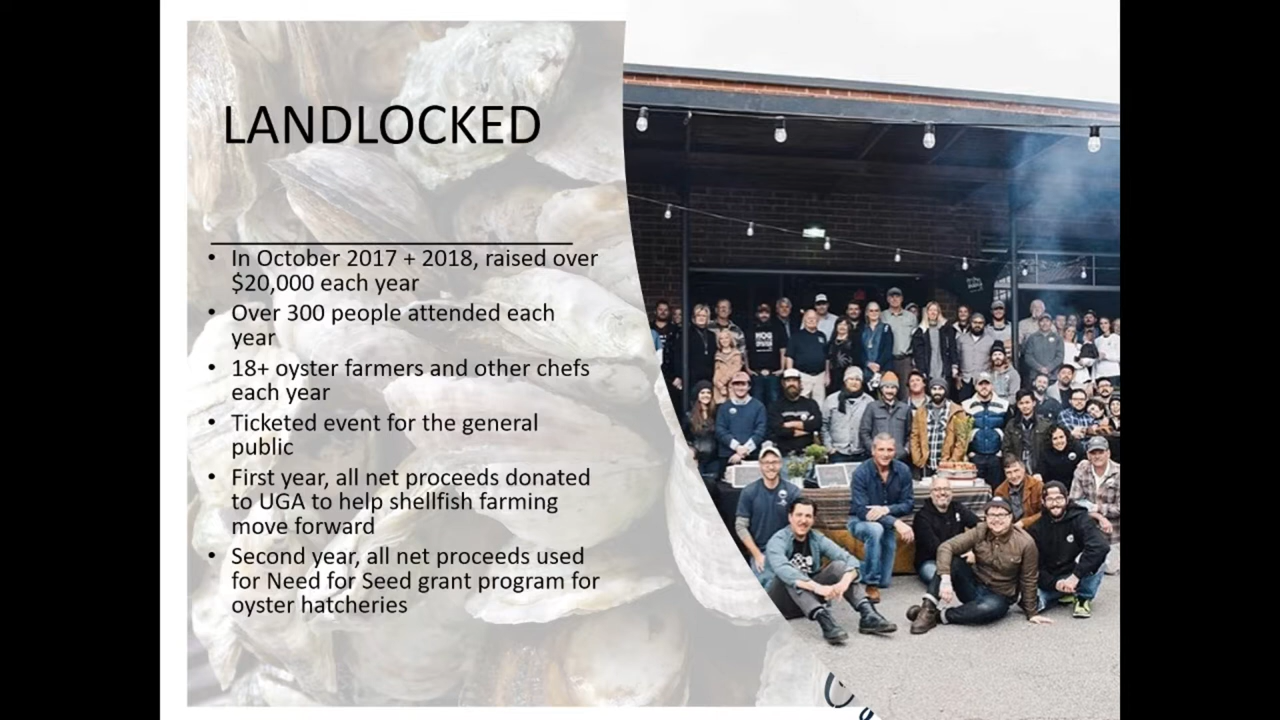 LANDLOCKED
• In October 2017 + 2018, raised over
$20,000 each year
• Over 300 people attended each
year
• 18+ oyster farmers and other chefs
each year
• Ticketed event for the general
public
• First year, all net proceeds donated
to UGA to help shellfish farming
move forward
• Second year, all net proceeds used
for Need for Seed grant program for
oyster hatcheries